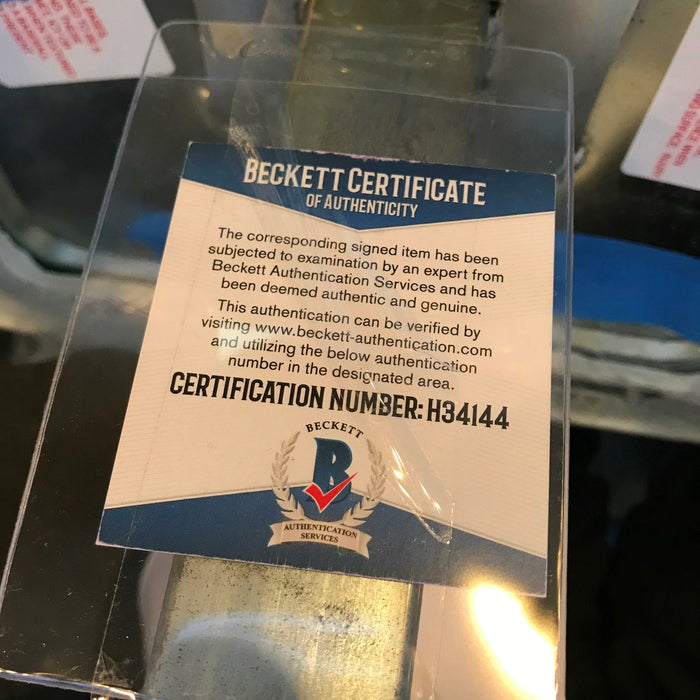 BECKETT CERTIFICATE
OF AUTHENTICITY
The corresponding signed item has been
subjected to examination by an expert from
Beckett Authentication Services and has
been deemed authentic and genuine.
This authentication can be verified by
visiting www.beckett-authentication.com
and utilizing the below authentication
number in the designated area.
CERTIFICATION NUMBER: H34144
BECKETT
B
AUTHENTICATION
SERVICES